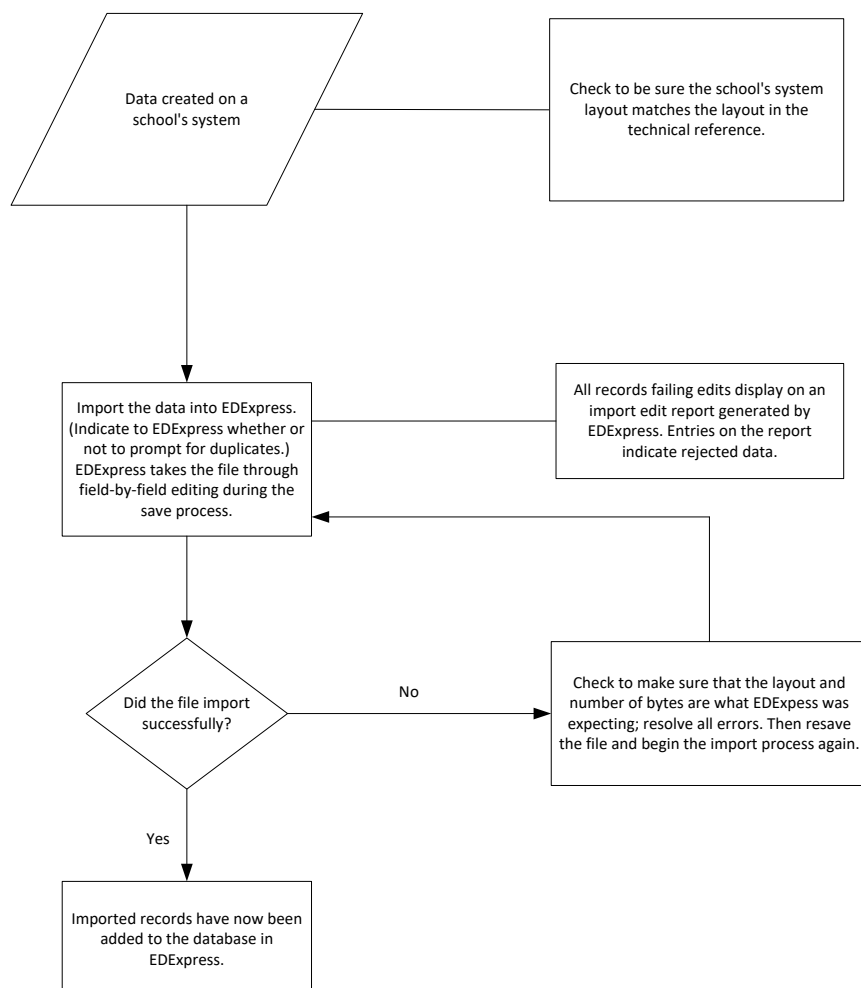 Data created on a
school's system
Check to be sure the school's system
layout matches the layout in the
technical reference.
Import the data into EDExpress.
(Indicate to EDExpress whether or
not to prompt for duplicates.)
EDExpress takes the file through
field-by-field editing during the
save process.
All records failing edits display on an
import edit report generated by
EDExpress. Entries on the report
indicate rejected data.
Did the file import
successfully?
No
Check to make sure that the layout and
number of bytes are what EDExpess was
expecting; resolve all errors. Then resave
the file and begin the import process again.
Yes
Imported records have now been
added to the database in
EDExpress.